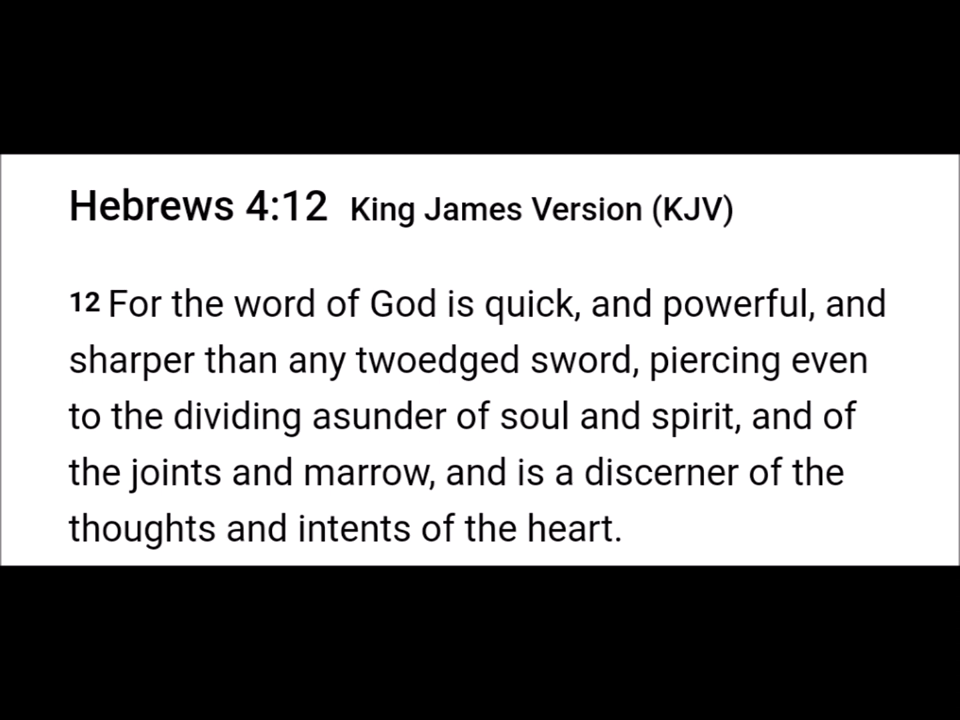 Hebrews 4:12 King James Version (KJV)
12 For the word of God is quick, and powerful, and
sharper than any twoedged sword, piercing even
to the dividing asunder of soul and spirit, and of
the joints and marrow, and is a discerner of the
thoughts and intents of the heart.